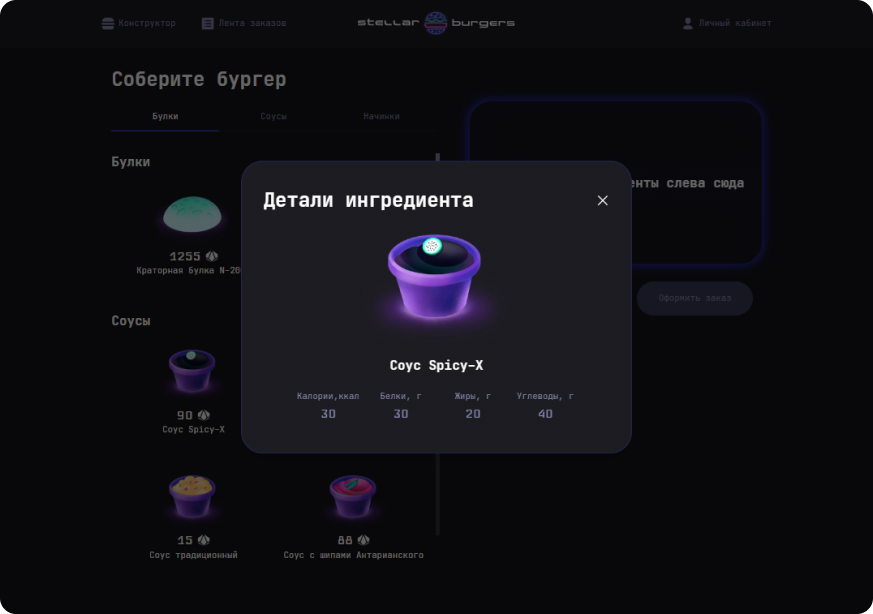 Конструктор
Лента заказов
stellar burgers
Личный кабинет
Соберите бургер
Булки
Соусы
Начинки
Булки
енты слева сюда
Детали ингредиента
1255
Краторная булка N-20
Оформить заказ
Соусы
Соус Spicy-X
Калории,ккал
Белки, г
Жиры, г
Углеводы, г
30
30
20
40
90
Соус Spicy-X
15
88
Соус традиционный
Соус с шипами Антарианского